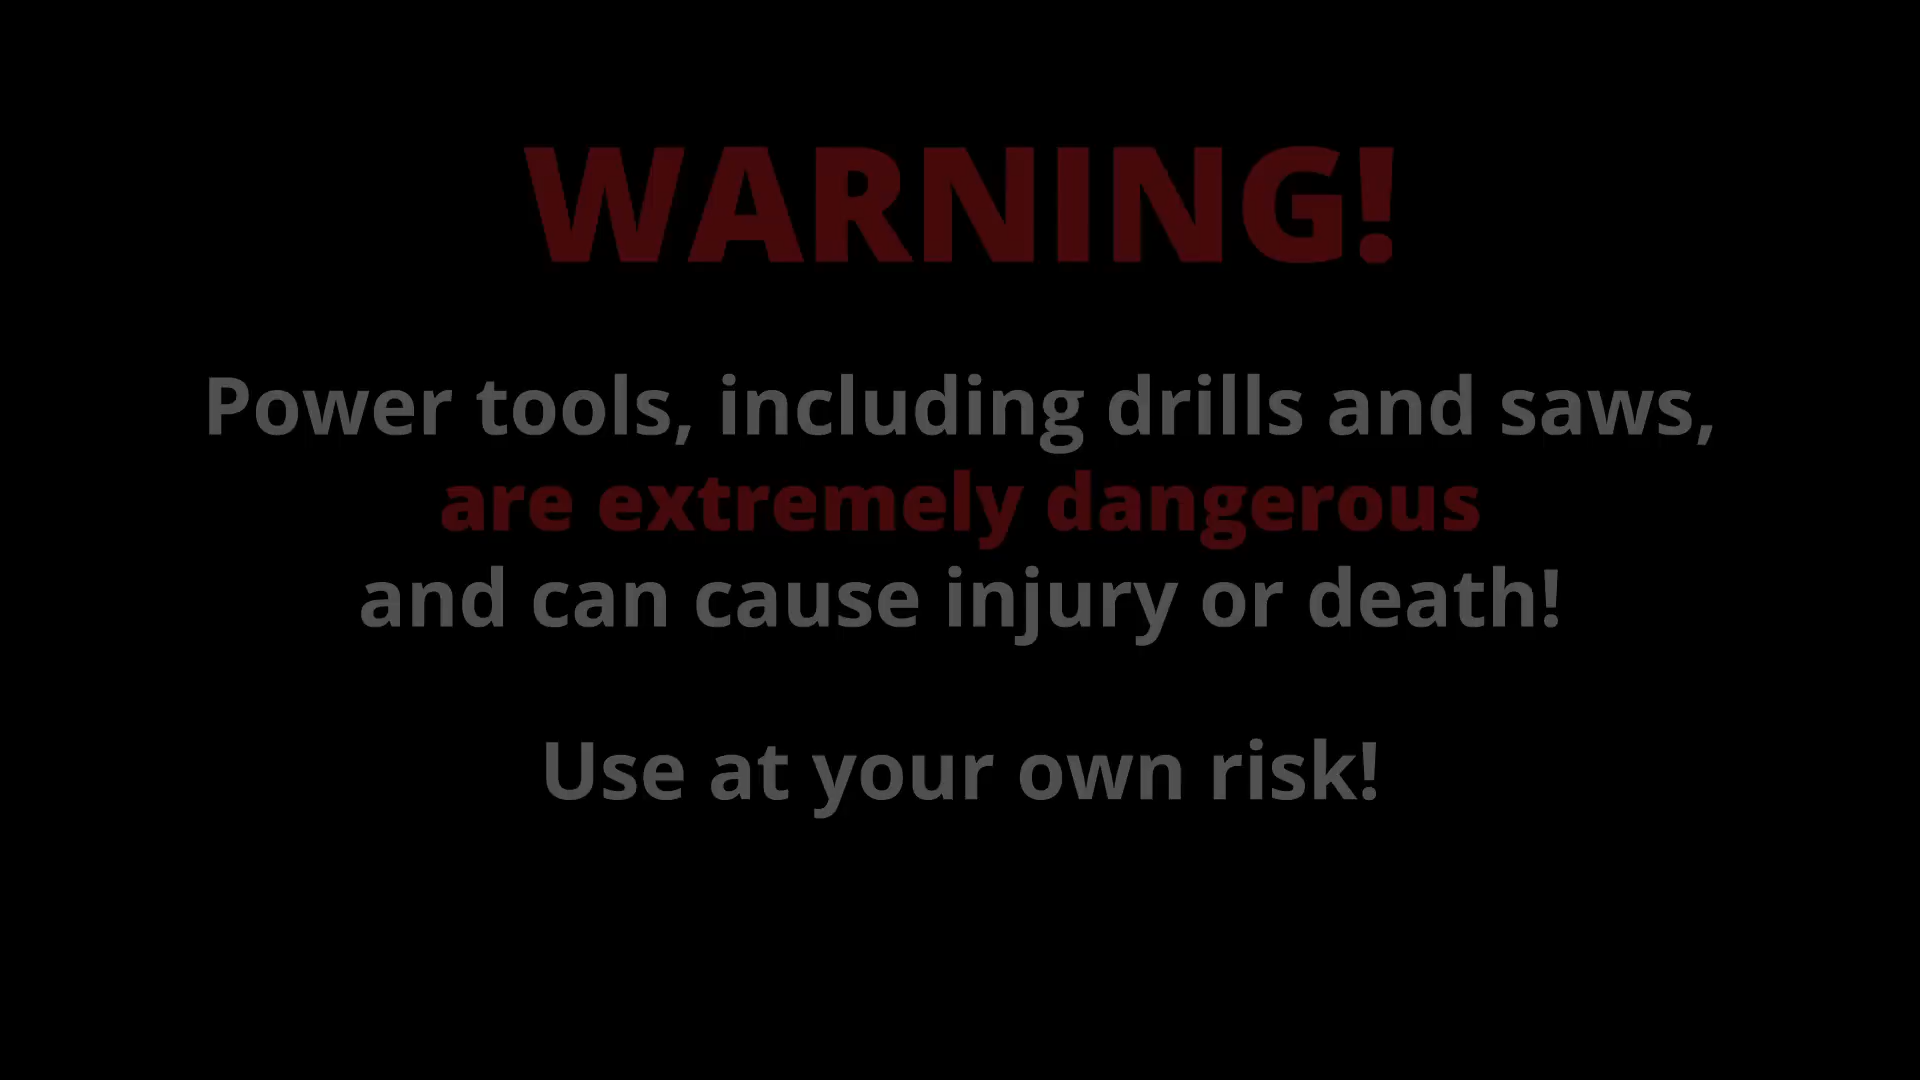 WARNING!
Power tools, including drills and saws,
are extremely dangerous
and can cause injury or death!
Use at your own risk!